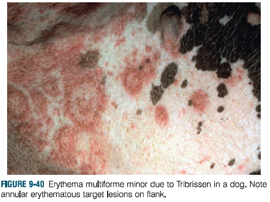 FIGURE 9-40 Erythema multiforme minor due to Tribrissen in a dog. Note
annular erythematous target lesions on flank.